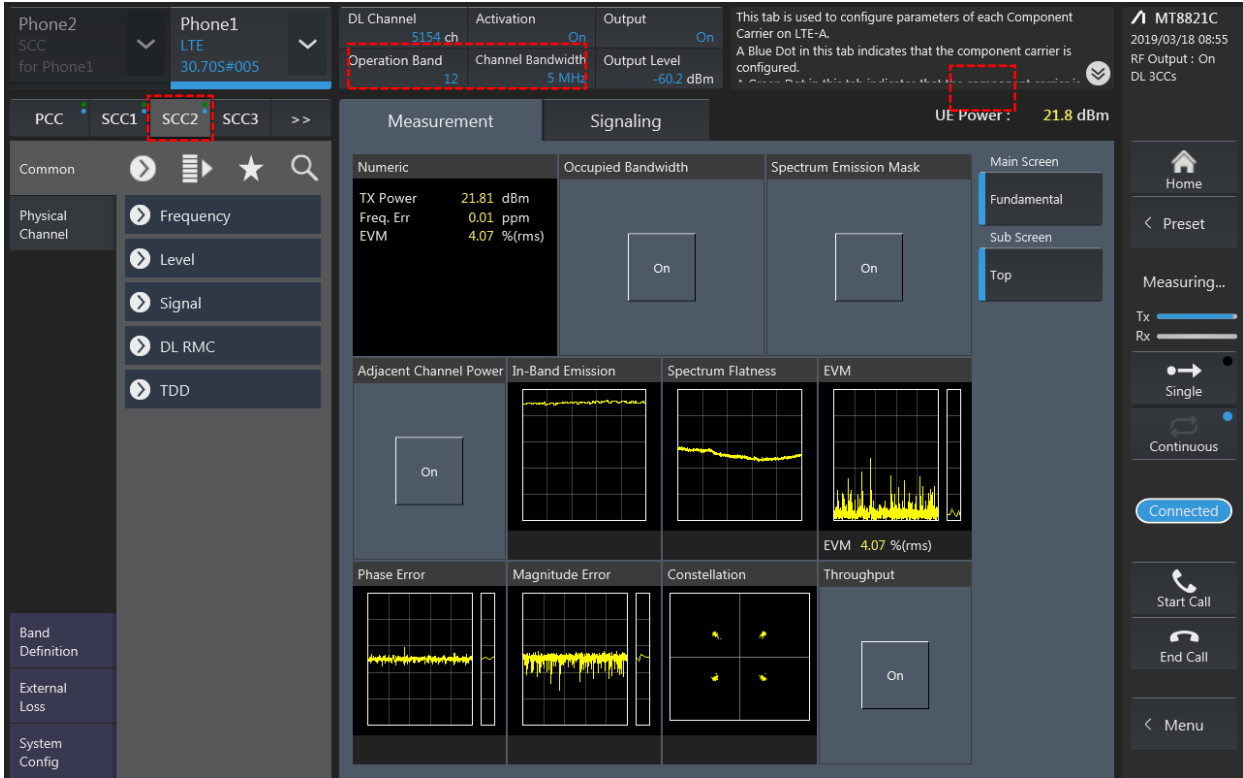 Phone2
SCC
for Phone1
Phone1
LTE
30.70S#005
DL Channel
5154 ch
Activation
On
Output
On
Operation Band
12
Channel Bandwidth
5 MHz
Output Level
-60.2 dBm
This tab is used to configure parameters of each Component
Carrier on LTE-A.
A Blue Dot in this tab indicates that the component carrier is
configured.
MT8821C
2019/03/18 08:55
RF Output : On
DL 3CCs
PCC SCC1 SCC2 SCC3 >>
Measurement
Signaling
UE Power : 21.8 dBm
Common
Physical
Channel
Frequency
Level
Signal
DL RMC
TDD
Band
Definition
External
Loss
System
Config
Numeric
TX Power 21.81 dBm
Freq. Err 0.01 ppm
EVM 4.07 %(rms)
Occupied Bandwidth
On
Spectrum Emission Mask
On
Main Screen
Fundamental
Sub Screen
Top
Adjacent Channel Power
On
In-Band Emission
Spectrum Flatness
EVM
EVM 4.07 %(rms)
Phase Error
Magnitude Error
Constellation
Throughput
On
Home
< Preset
Measuring...
Tx
Rx
Single
Continuous
Connected
Start Call
End Call
< Menu